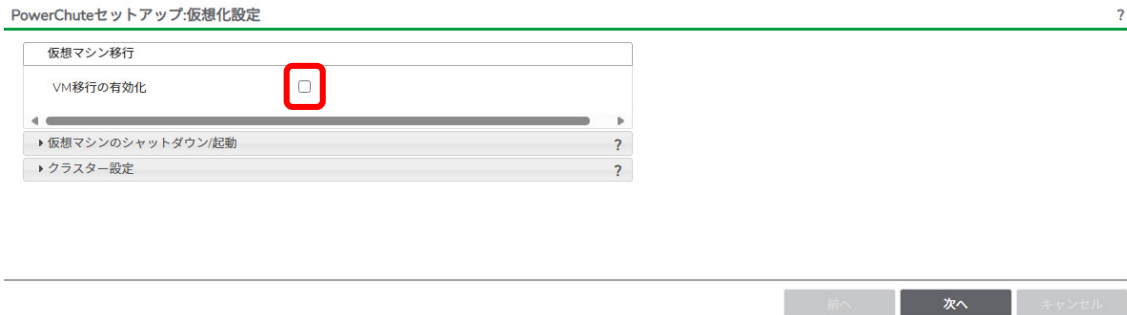 PowerChuteセットアップ:仮想化設定 ?
仮想マシン移行
VM移行の有効化
仮想マシンのシャットダウン/起動 ?
クラスター設定 ?
前へ 次へ キャンセル